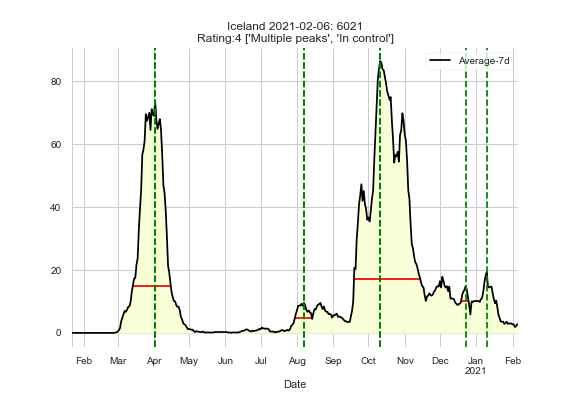 Iceland 2021-02-06: 6021
Rating:4 ['Multiple peaks', 'In control']
Average-7d
80
60
40
20
0
Feb Mar Apr May Jun Jul Aug Sep Oct Nov Dec Jan Feb
2021
Date